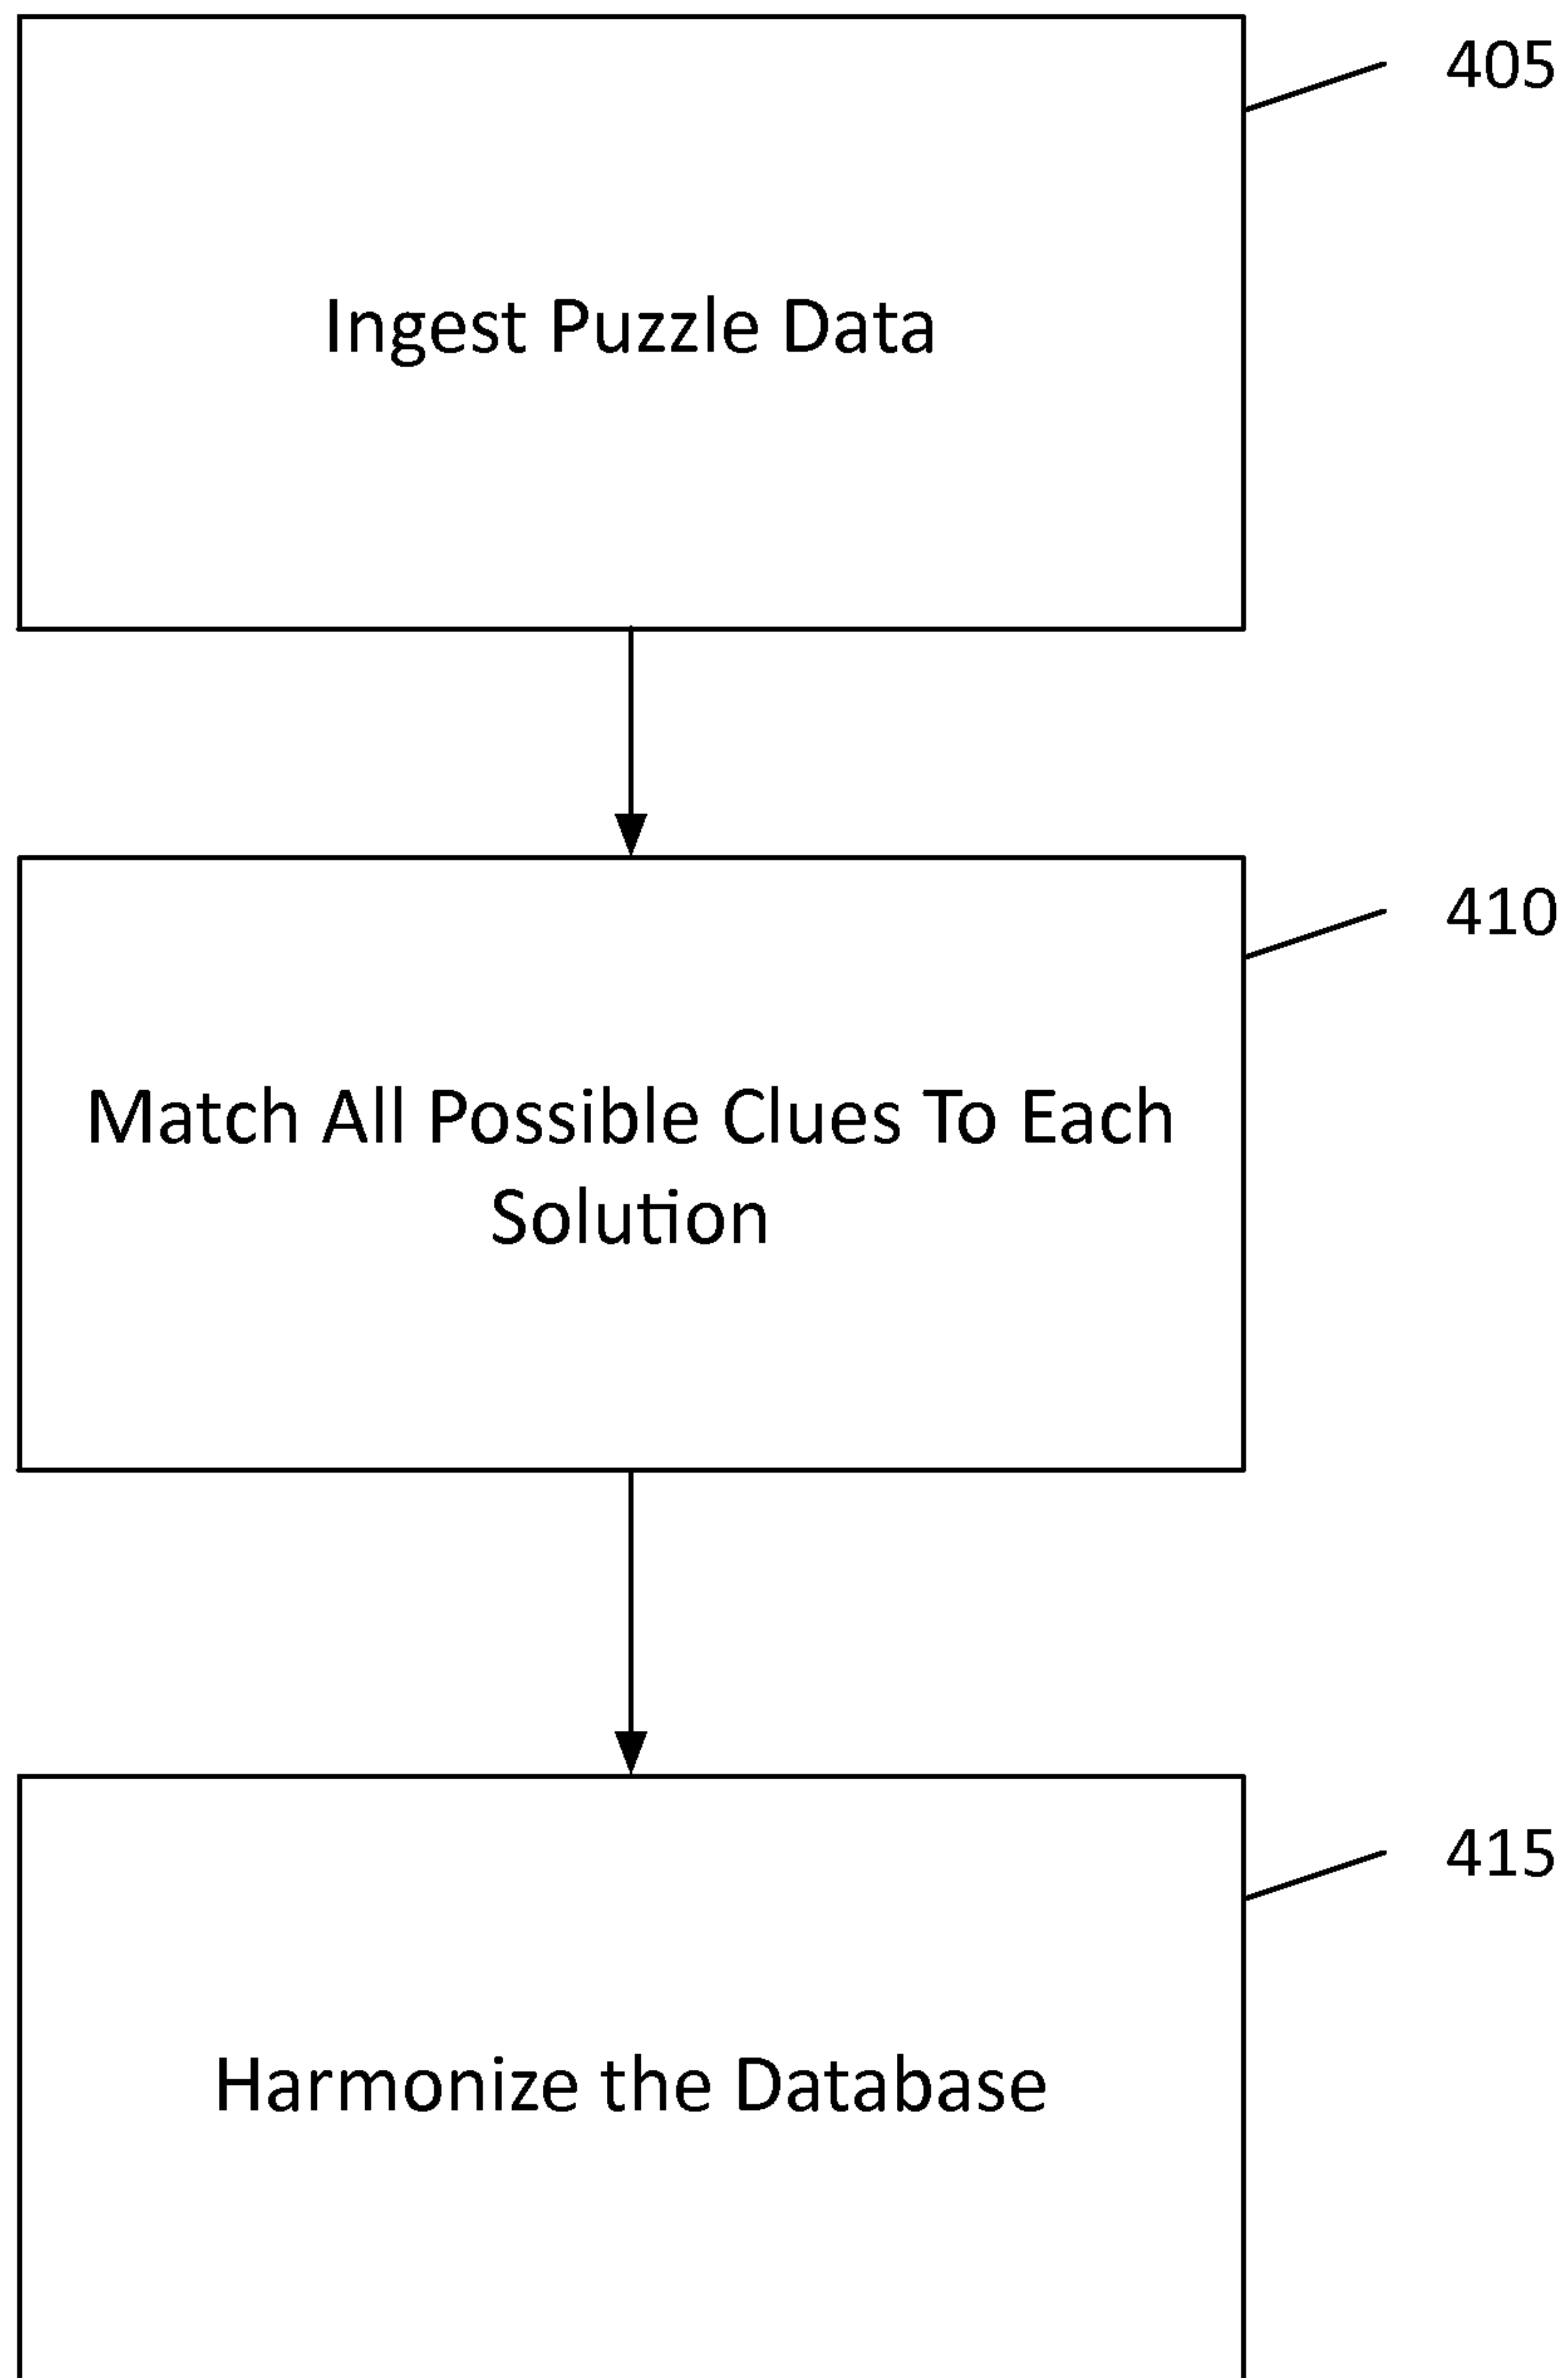 405
Ingest Puzzle Data
410
Match All Possible Clues To Each
Solution
415
Harmonize the Database